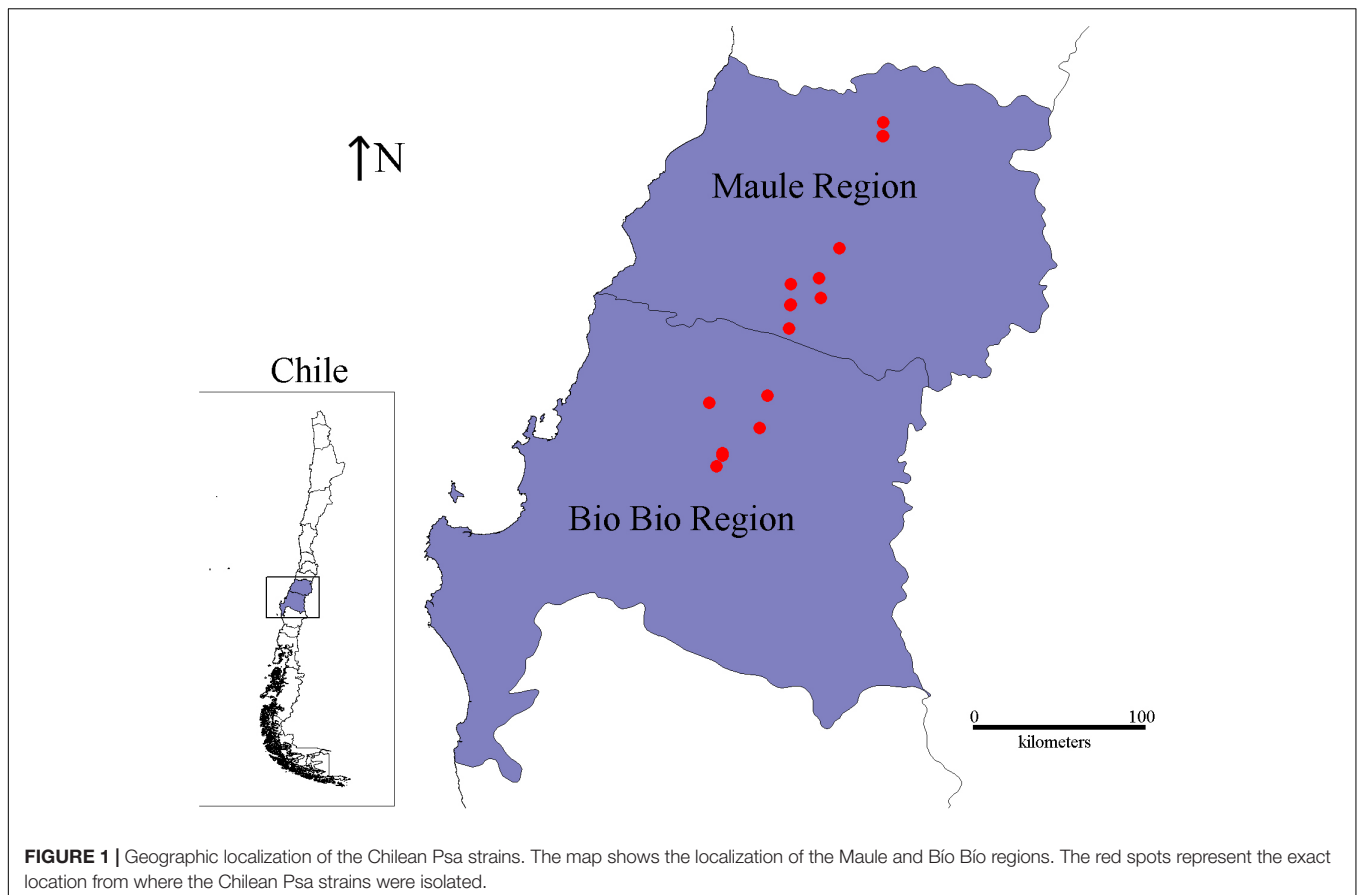 ↑N
Maule Region
Chile
Bio Bio Region
0 100
kilometers
FIGURE 1 | Geographic localization of the Chilean Psa strains. The map shows the localization of the Maule and Bío Bío regions. The red spots represent the exact
location from where the Chilean Psa strains were isolated.